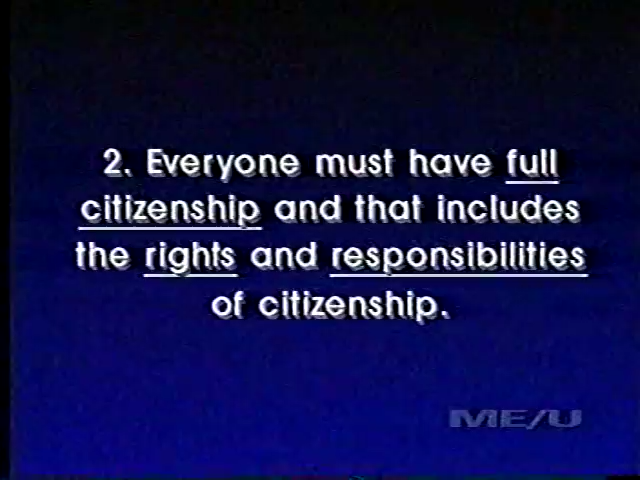 2. Everyone must have full
citizenship and that includes
the rights and responsibilities
of citizenship.
ME/U